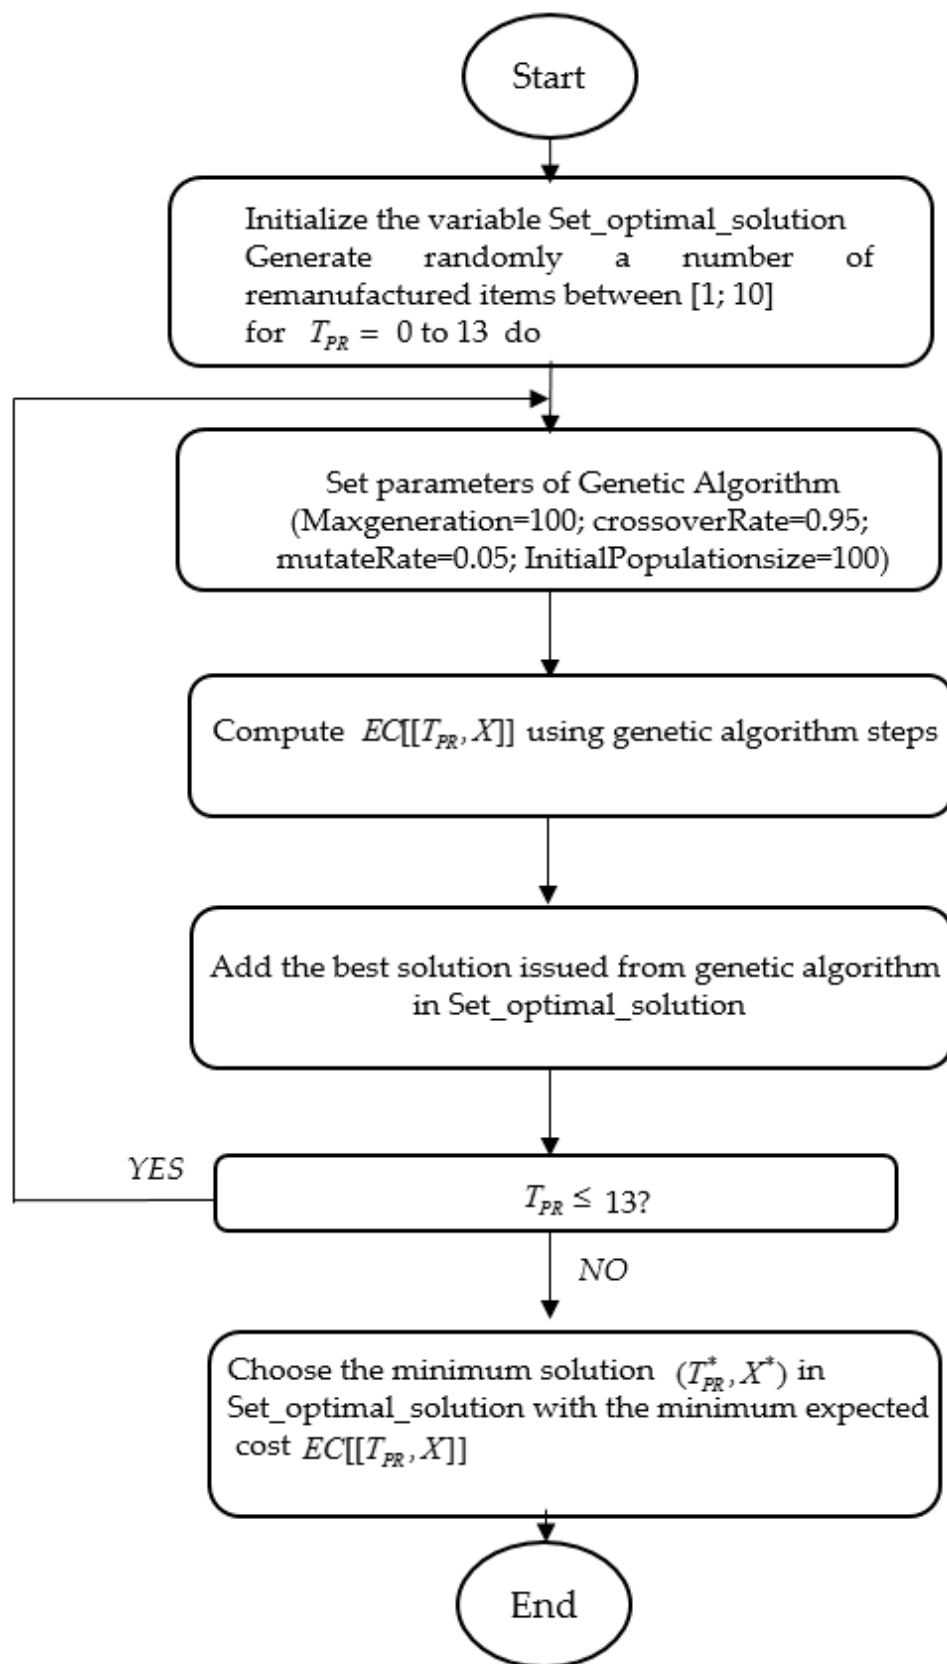 Start
Initialize the variable Set_optimal_solution
Generate randomly a number of
remanufactured items between [1; 10]
for T_PR = 0 to 13 do
Set parameters of Genetic Algorithm
(Maxgeneration=100; crossoverRate=0.95;
mutateRate=0.05; InitialPopulationsize=100)
Compute EC[[T_PR, X]] using genetic algorithm steps
Add the best solution issued from genetic algorithm
in Set_optimal_solution
YES
T_PR ≤ 13?
NO
Choose the minimum solution (T*_PR, X*) in
Set_optimal_solution with the minimum expected
cost EC[[T_PR, X]]
End